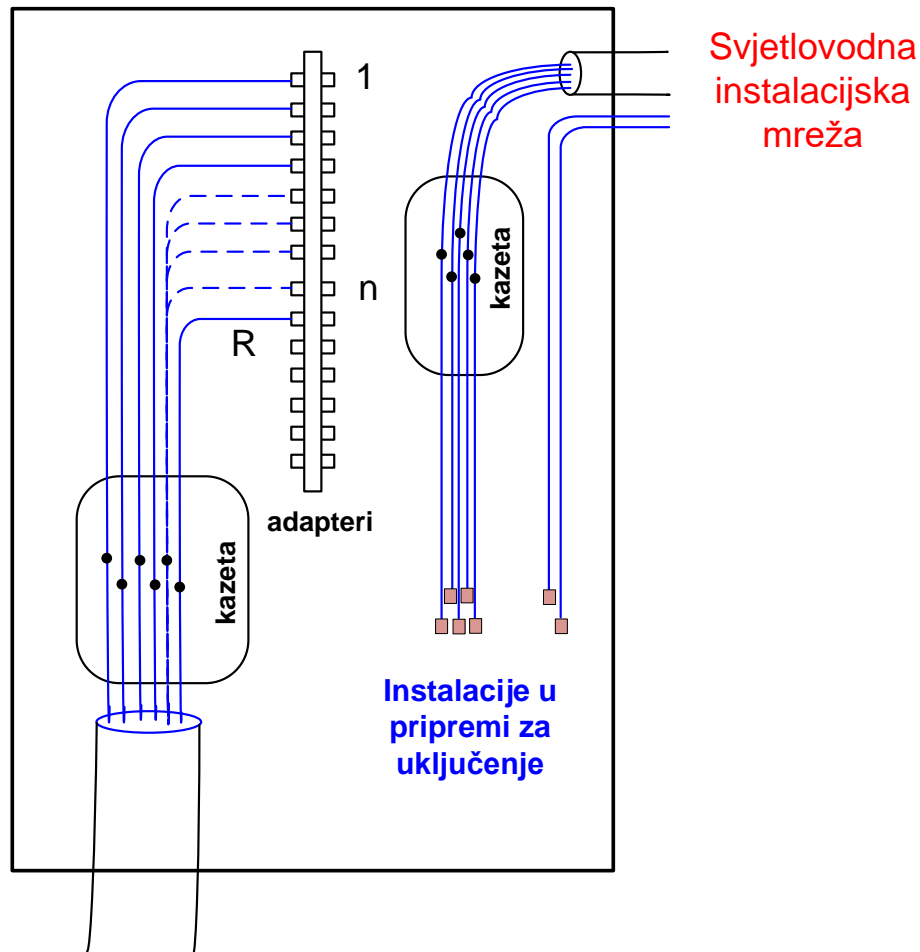 Svjetlovodna
instalacijska
mreža
1
n
R
kazeta
adapteri
kazeta
Instalacije u
pripremi za
uključenje